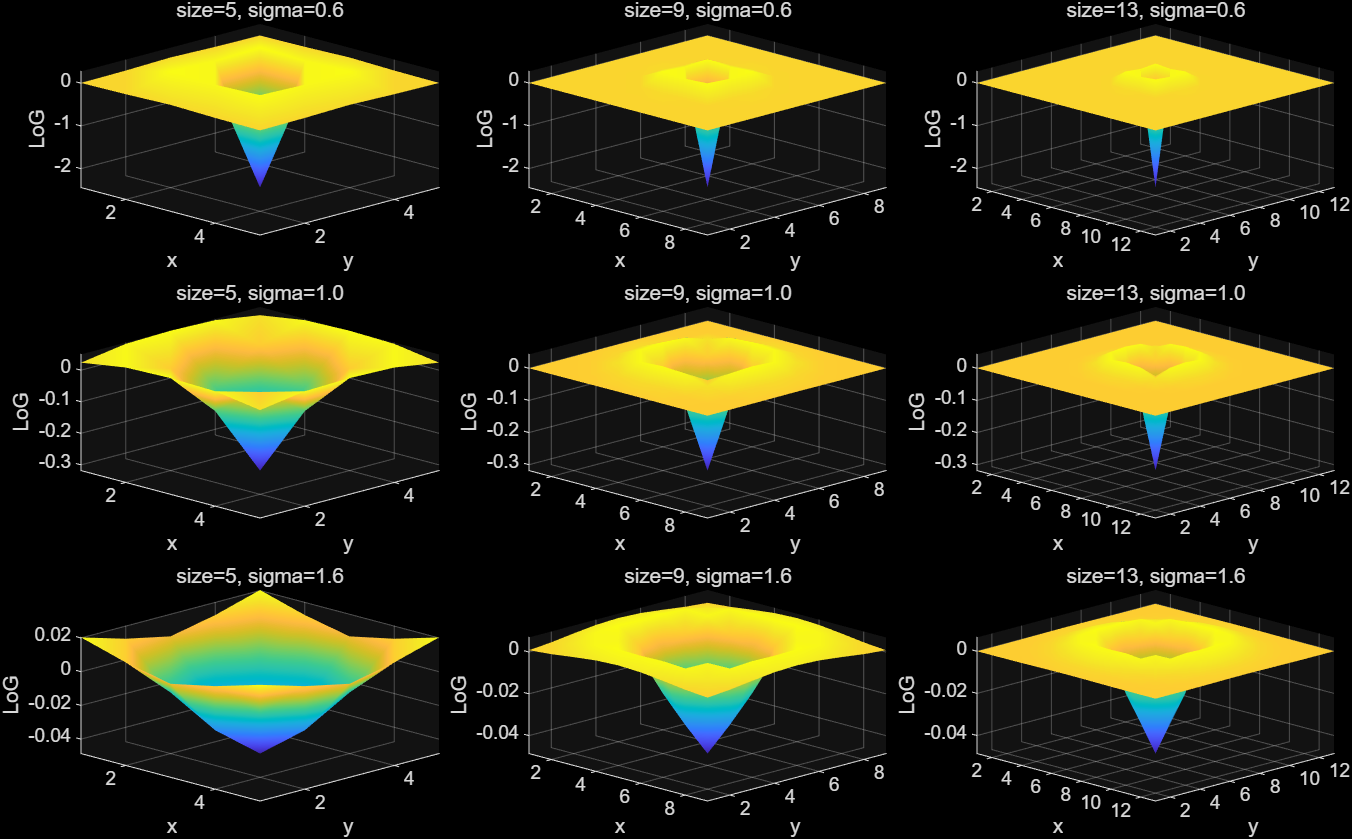 size=5, sigma=0.6
0
-1
-2
LoG
2
4
x
2
4
y
size=9, sigma=0.6
0
-1
-2
LoG
2
4
6
8
x
2
4
6
8
y
size=13, sigma=0.6
0
-1
-2
LoG
2
4
6
8
10
12
x
2
4
6
8
10
12
y
size=5, sigma=1.0
0
-0.1
-0.2
-0.3
LoG
2
4
x
2
4
y
size=9, sigma=1.0
0
-0.1
-0.2
-0.3
LoG
2
4
6
8
x
2
4
6
8
y
size=13, sigma=1.0
0
-0.1
-0.2
-0.3
LoG
2
4
6
8
10
12
x
2
4
6
8
10
12
y
size=5, sigma=1.6
0.02
0
-0.02
-0.04
LoG
2
4
x
2
4
y
size=9, sigma=1.6
0
-0.02
-0.04
LoG
2
4
6
8
x
2
4
6
8
y
size=13, sigma=1.6
0
-0.02
-0.04
LoG
2
4
6
8
10
12
x
2
4
6
8
10
12
y